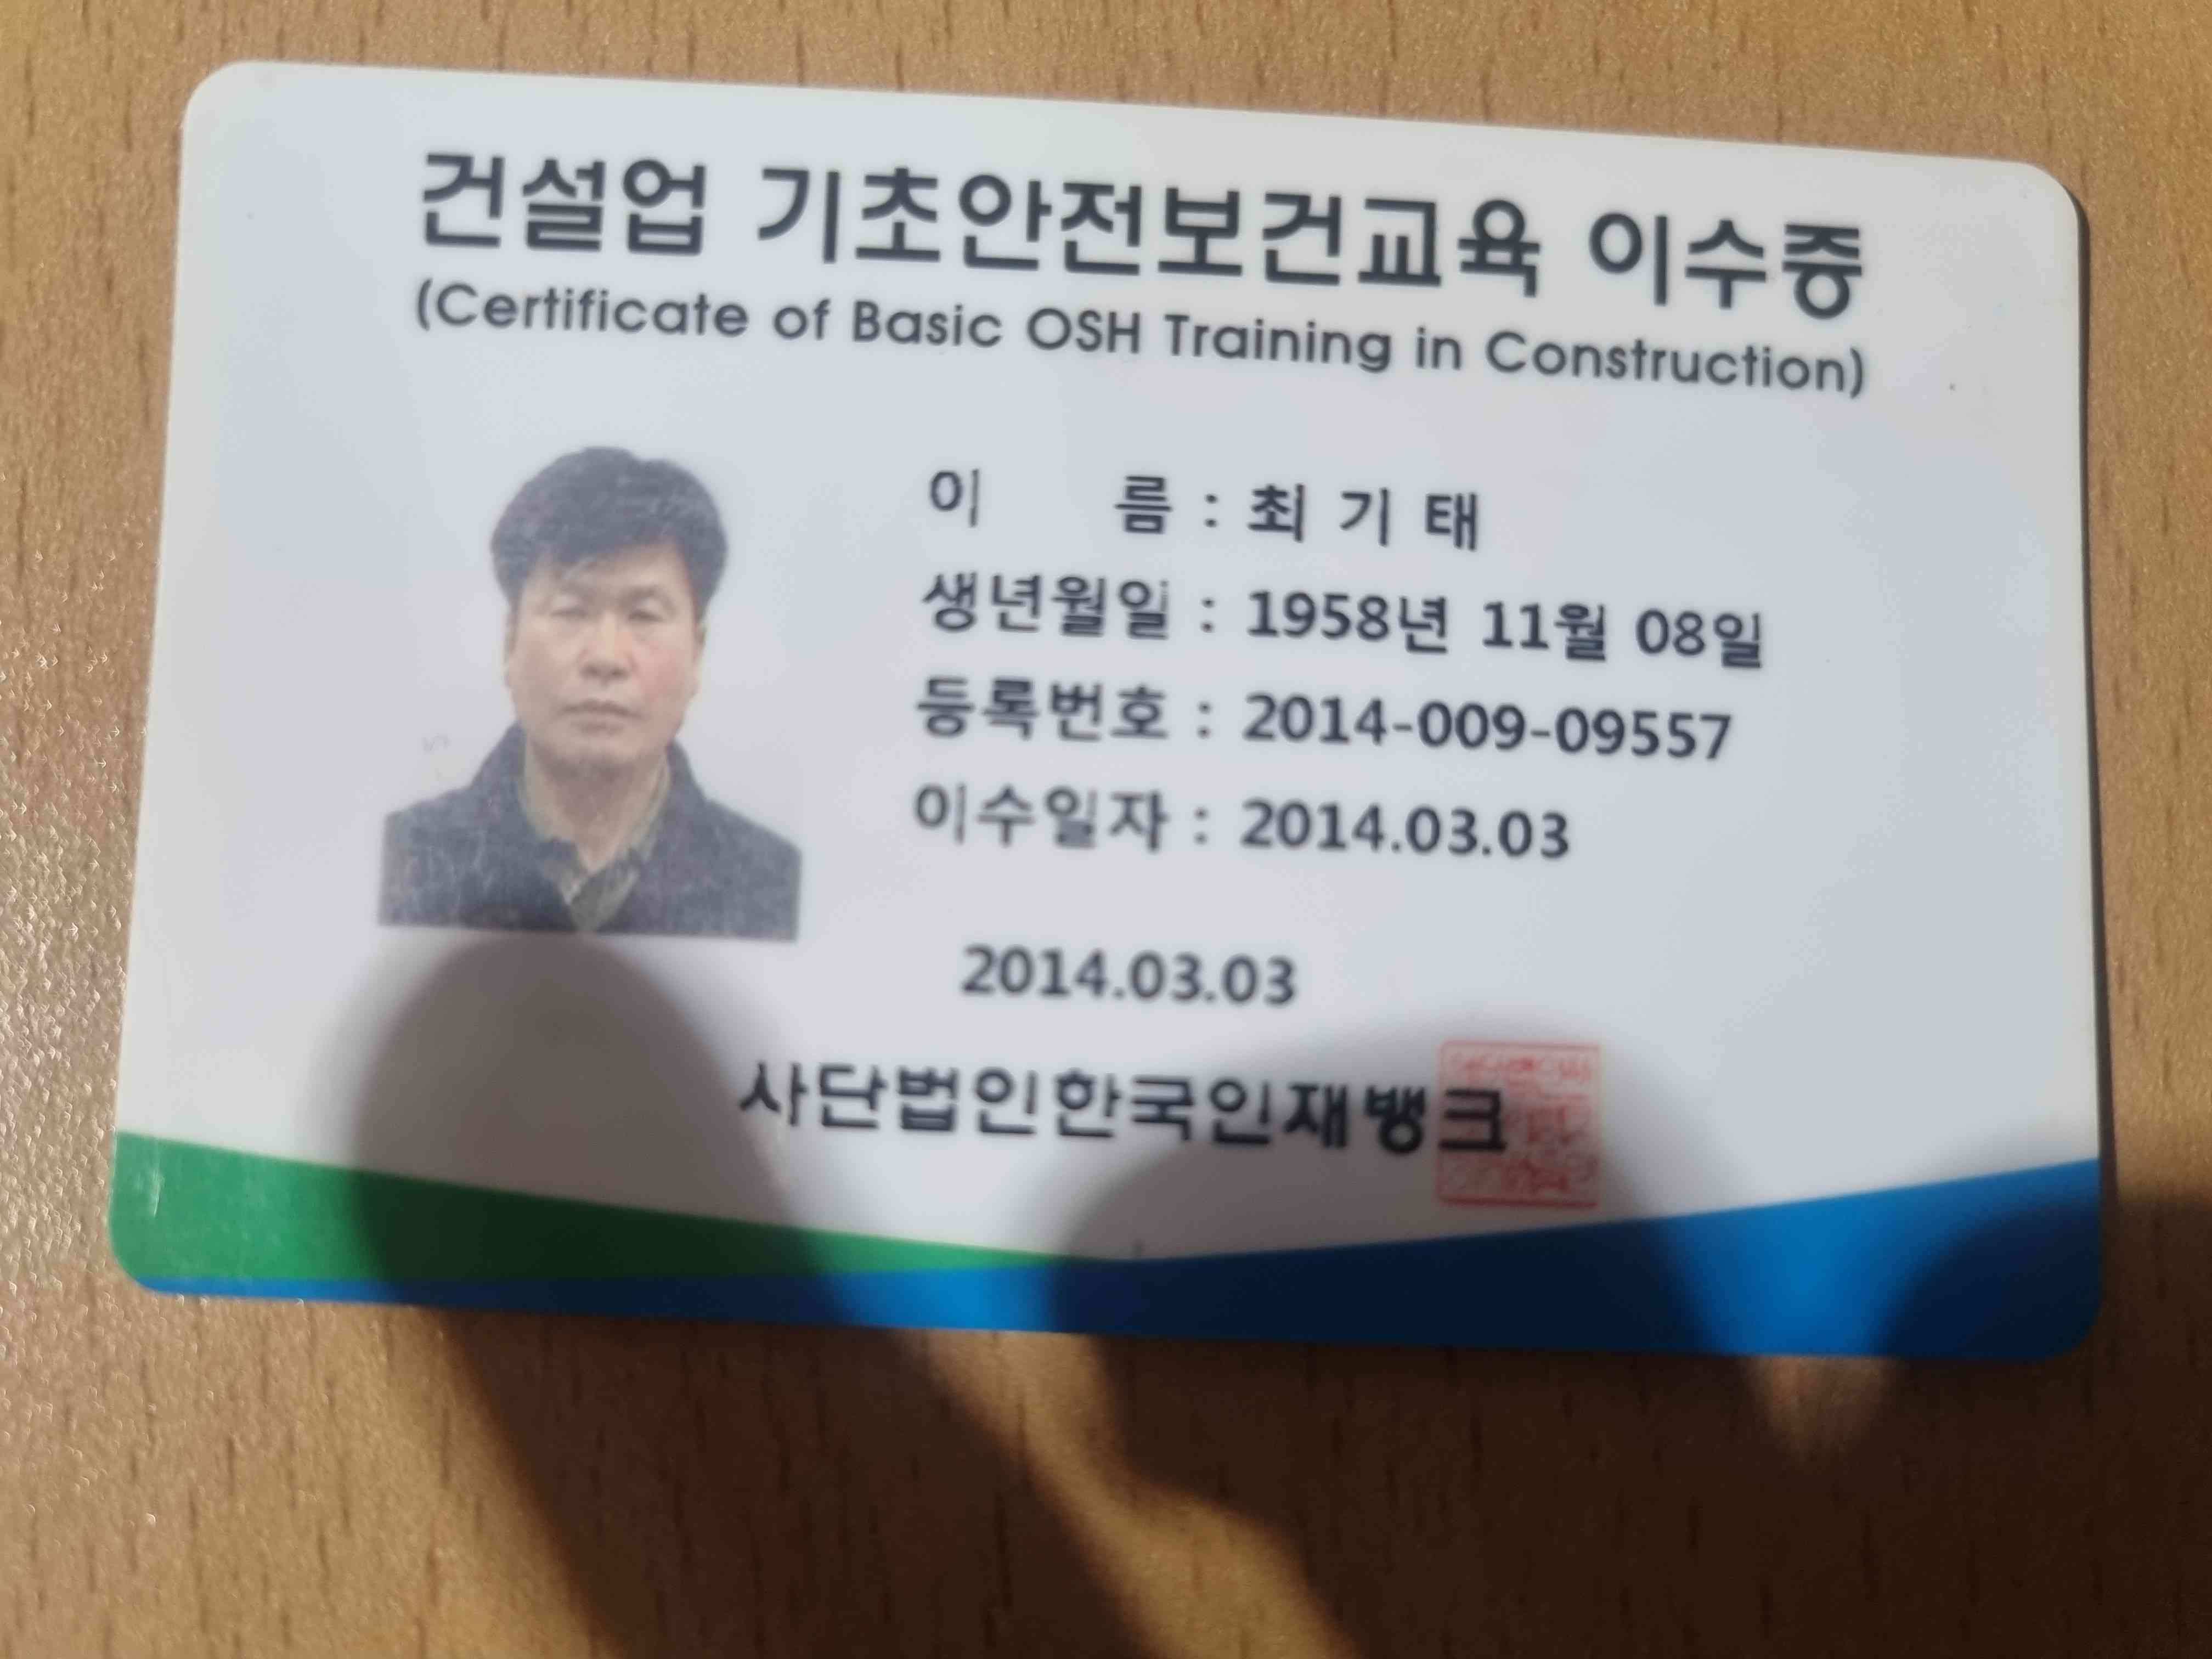 건설업 기초안전보건교육 이수증
(Certificate of Basic OSH Training in Construction)
이 름 : 최 기 태
생년월일 : 1958년 11월 08일
등록번호 : 2014-009-09557
이수일자 : 2014.03.03
2014.03.03
사단법인한국인재뱅크